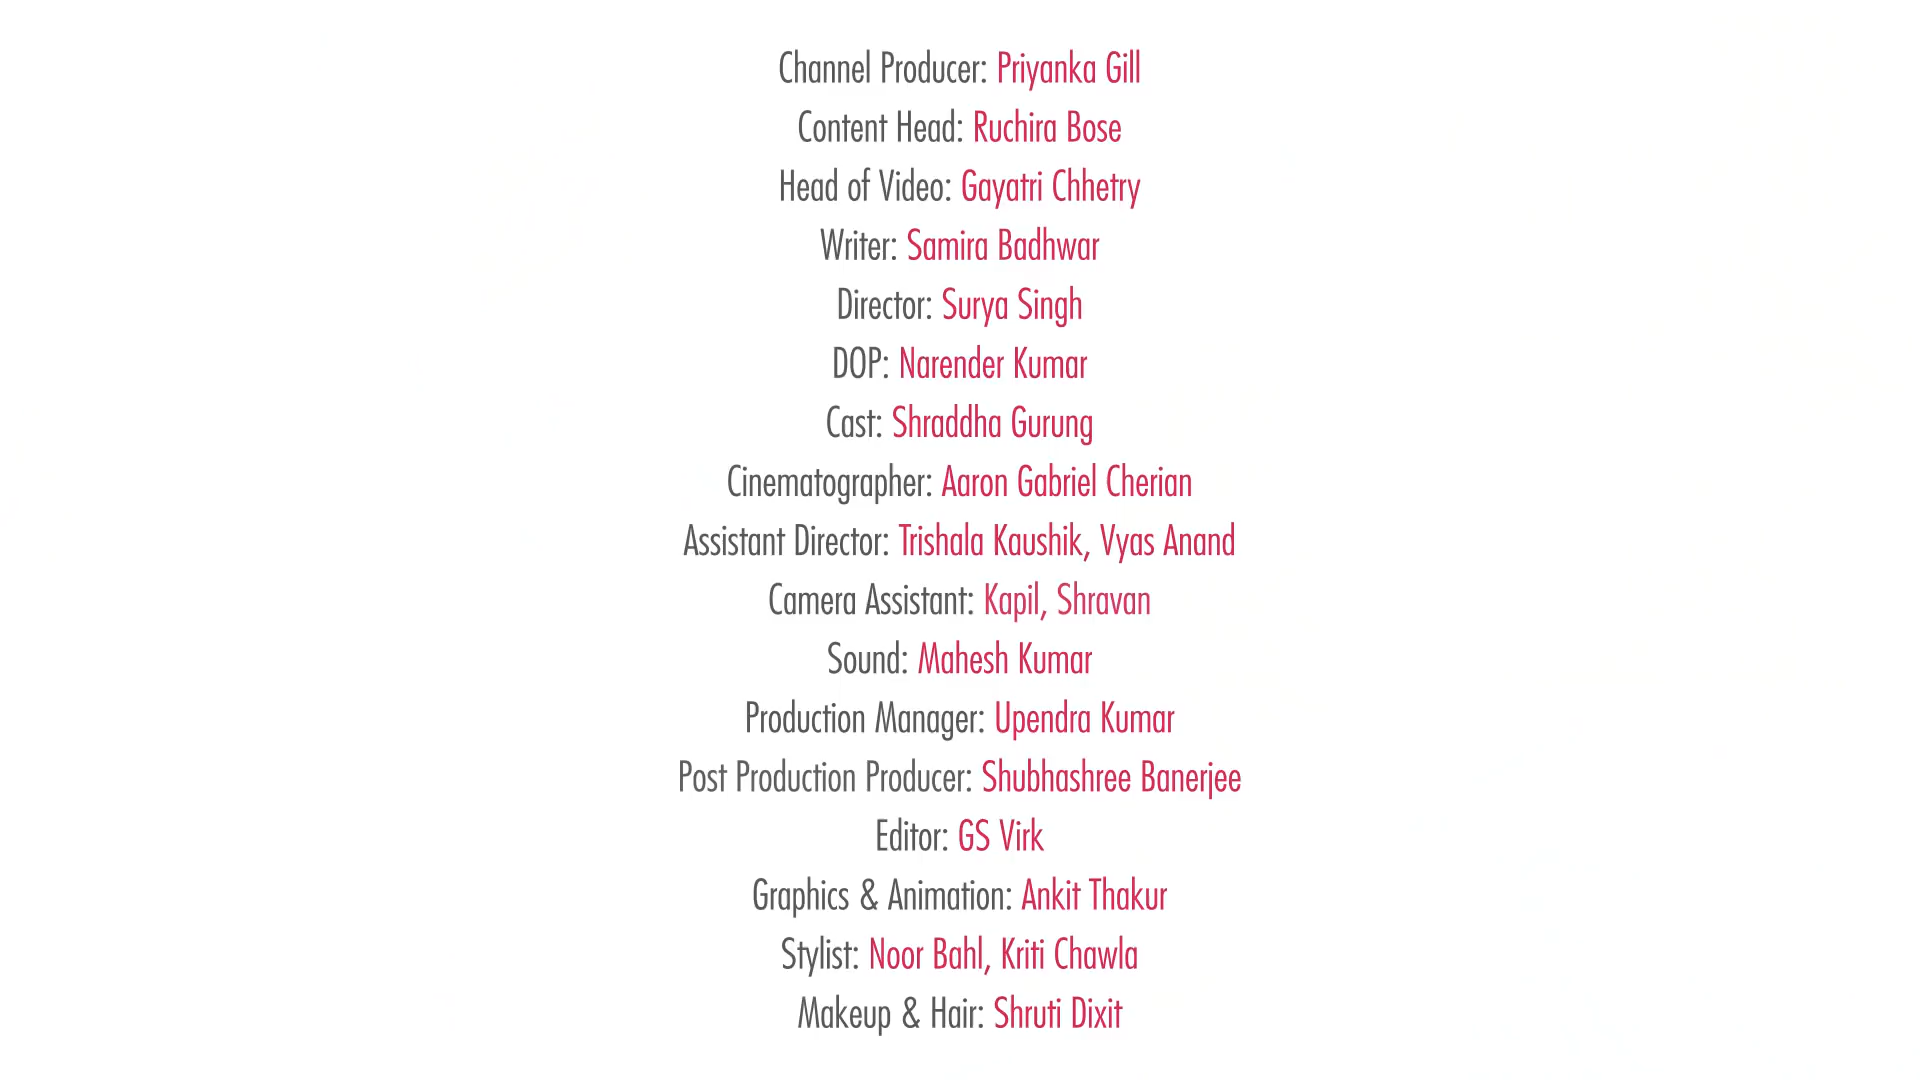 Channel Producer: Priyanka Gill
Content Head: Ruchira Bose
Head of Video: Gayatri Chhetry
Writer: Samira Badhwar
Director: Surya Singh
DOP: Narender Kumar
Cast: Shraddha Gurung
Cinematographer: Aaron Gabriel Cherian
Assistant Director: Trishala Kaushik, Vyas Anand
Camera Assistant: Kapil, Shravan
Sound: Mahesh Kumar
Production Manager: Upendra Kumar
Post Production Producer: Shubhashree Banerjee
Editor: GS Virk
Graphics & Animation: Ankit Thakur
Stylist: Noor Bahl, Kriti Chawla
Makeup & Hair: Shruti Dixit